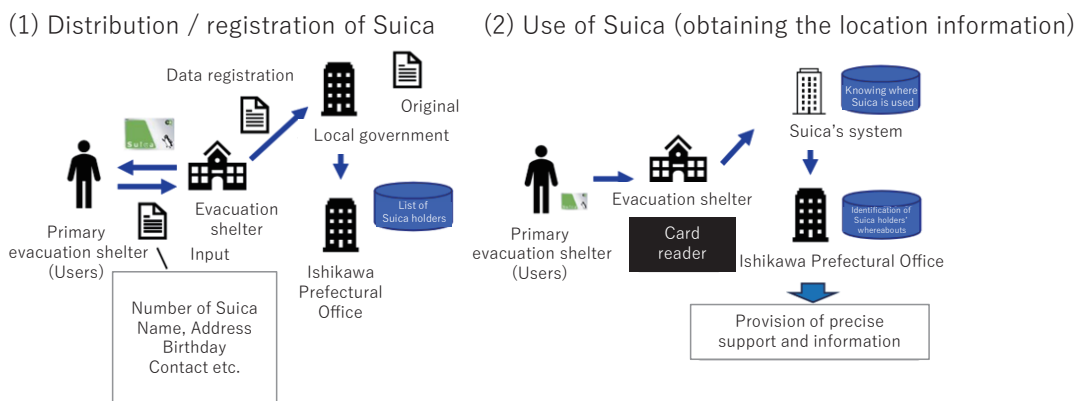 (1) Distribution / registration of Suica
Data registration
Original
Local government
Suica
Evacuation
shelter
Primary
evacuation shelter
(Users)
Input
List of
Suica holders
Ishikawa
Prefectural
Office
Number of Suica
Name, Address
Birthday
Contact etc.
(2) Use of Suica (obtaining the location information)
Knowing where
Suica is used
Suica's system
Evacuation shelter
Card
reader
Primary
evacuation shelter
(Users)
Identification of
Suica holders'
whereabouts
Ishikawa Prefectural Office
Provision of precise
support and information